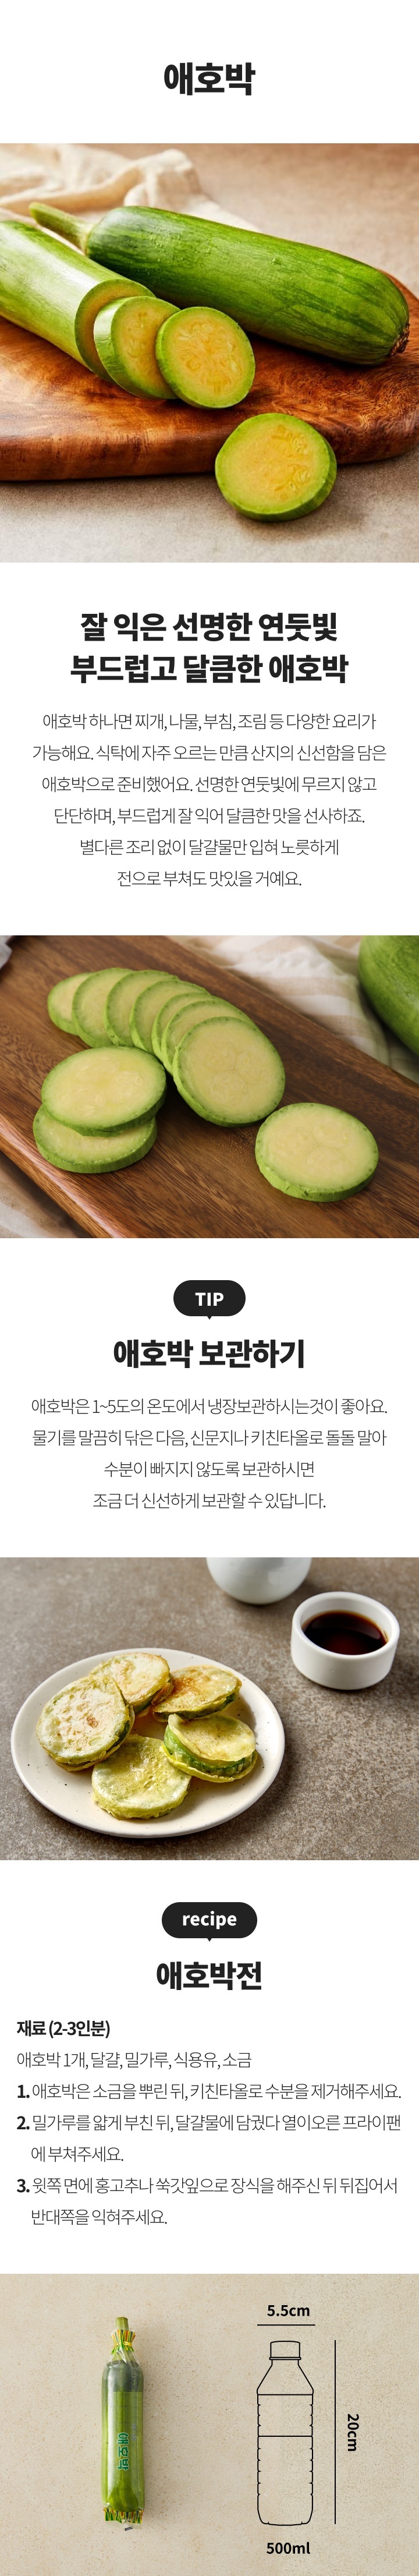 애호박
잘 익은 선명한 연둣빛
부드럽고 달큼한 애호박
애호박 하나면 찌개, 나물, 부침, 조림 등 다양한 요리가
가능해요. 식탁에 자주 오르는 만큼 산지의 신선함을 담은
애호박으로 준비했어요. 선명한 연둣빛에 무르지 않고
단단하며, 부드럽게 잘 익어 달큼한 맛을 선사하죠.
별다른 조리 없이 달걀물만 입혀 노릇하게
전으로 부쳐도 맛있을 거예요.
TIP
애호박 보관하기
애호박은 1~5도의 온도에서 냉장보관하시는것이 좋아요.
물기를 말끔히 닦은 다음, 신문지나 키친타올로 돌돌 말아
수분이 빠지지 않도록 보관하시면
조금 더 신선하게 보관할 수 있답니다.
recipe
애호박전
재료 (2-3인분)
애호박 1개, 달걀, 밀가루, 식용유, 소금
1. 애호박은 소금을 뿌린 뒤, 키친타올로 수분을 제거해주세요.
2. 밀가루를 얇게 부친 뒤, 달걀물에 담궜다 열이 오른 프라이팬
에 부쳐주세요.
3. 윗쪽 면에 홍고추나 쑥갓잎으로 장식을 해주신 뒤 뒤집어서
반대쪽을 익혀주세요.
애호박
5.5cm
20cm
500ml